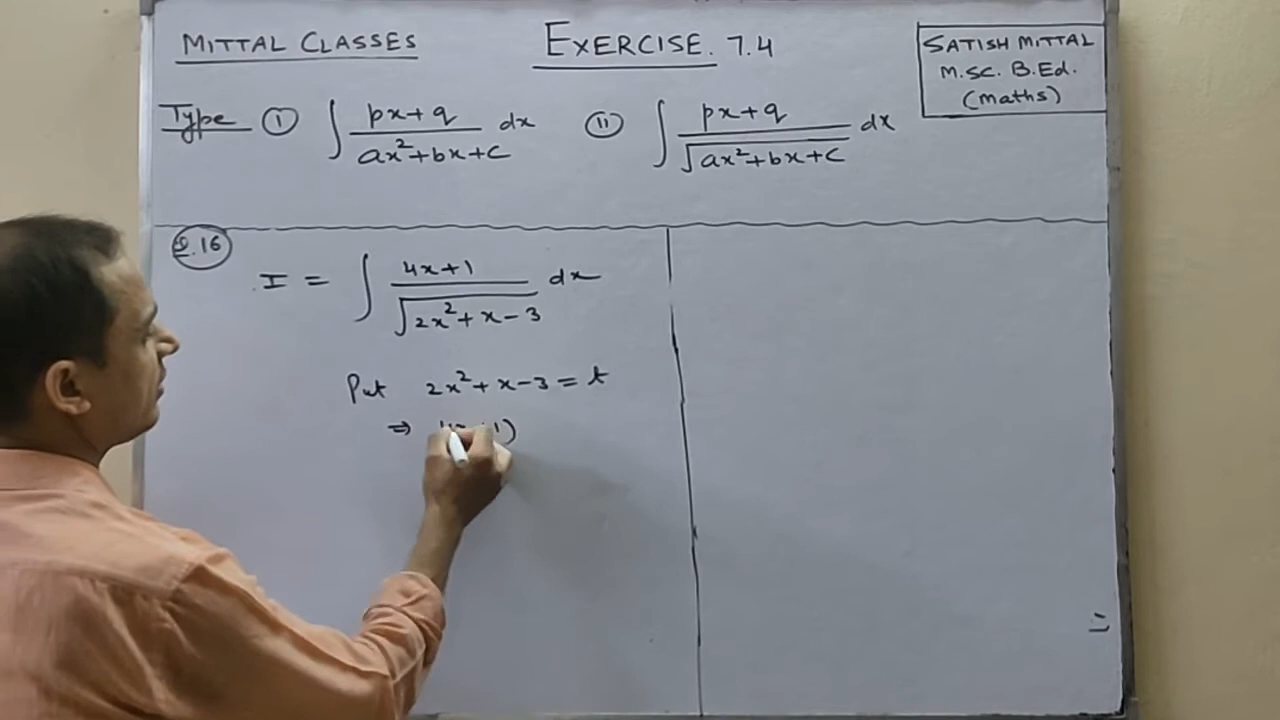 MITTAL CLASSES
EXERCISE. 7.4
SATISH MITTAL
M.SC. B.Ed.
(maths)
Type ① ∫ (px+q)/(ax²+bx+c) dx ⑪ ∫ (px+q)/√(ax²+bx+c) dx
Q.16
I = ∫ (4x+1)/√(2x²+x-3) dx
Put 2x²+x-3 = t
⇒ 1)
=